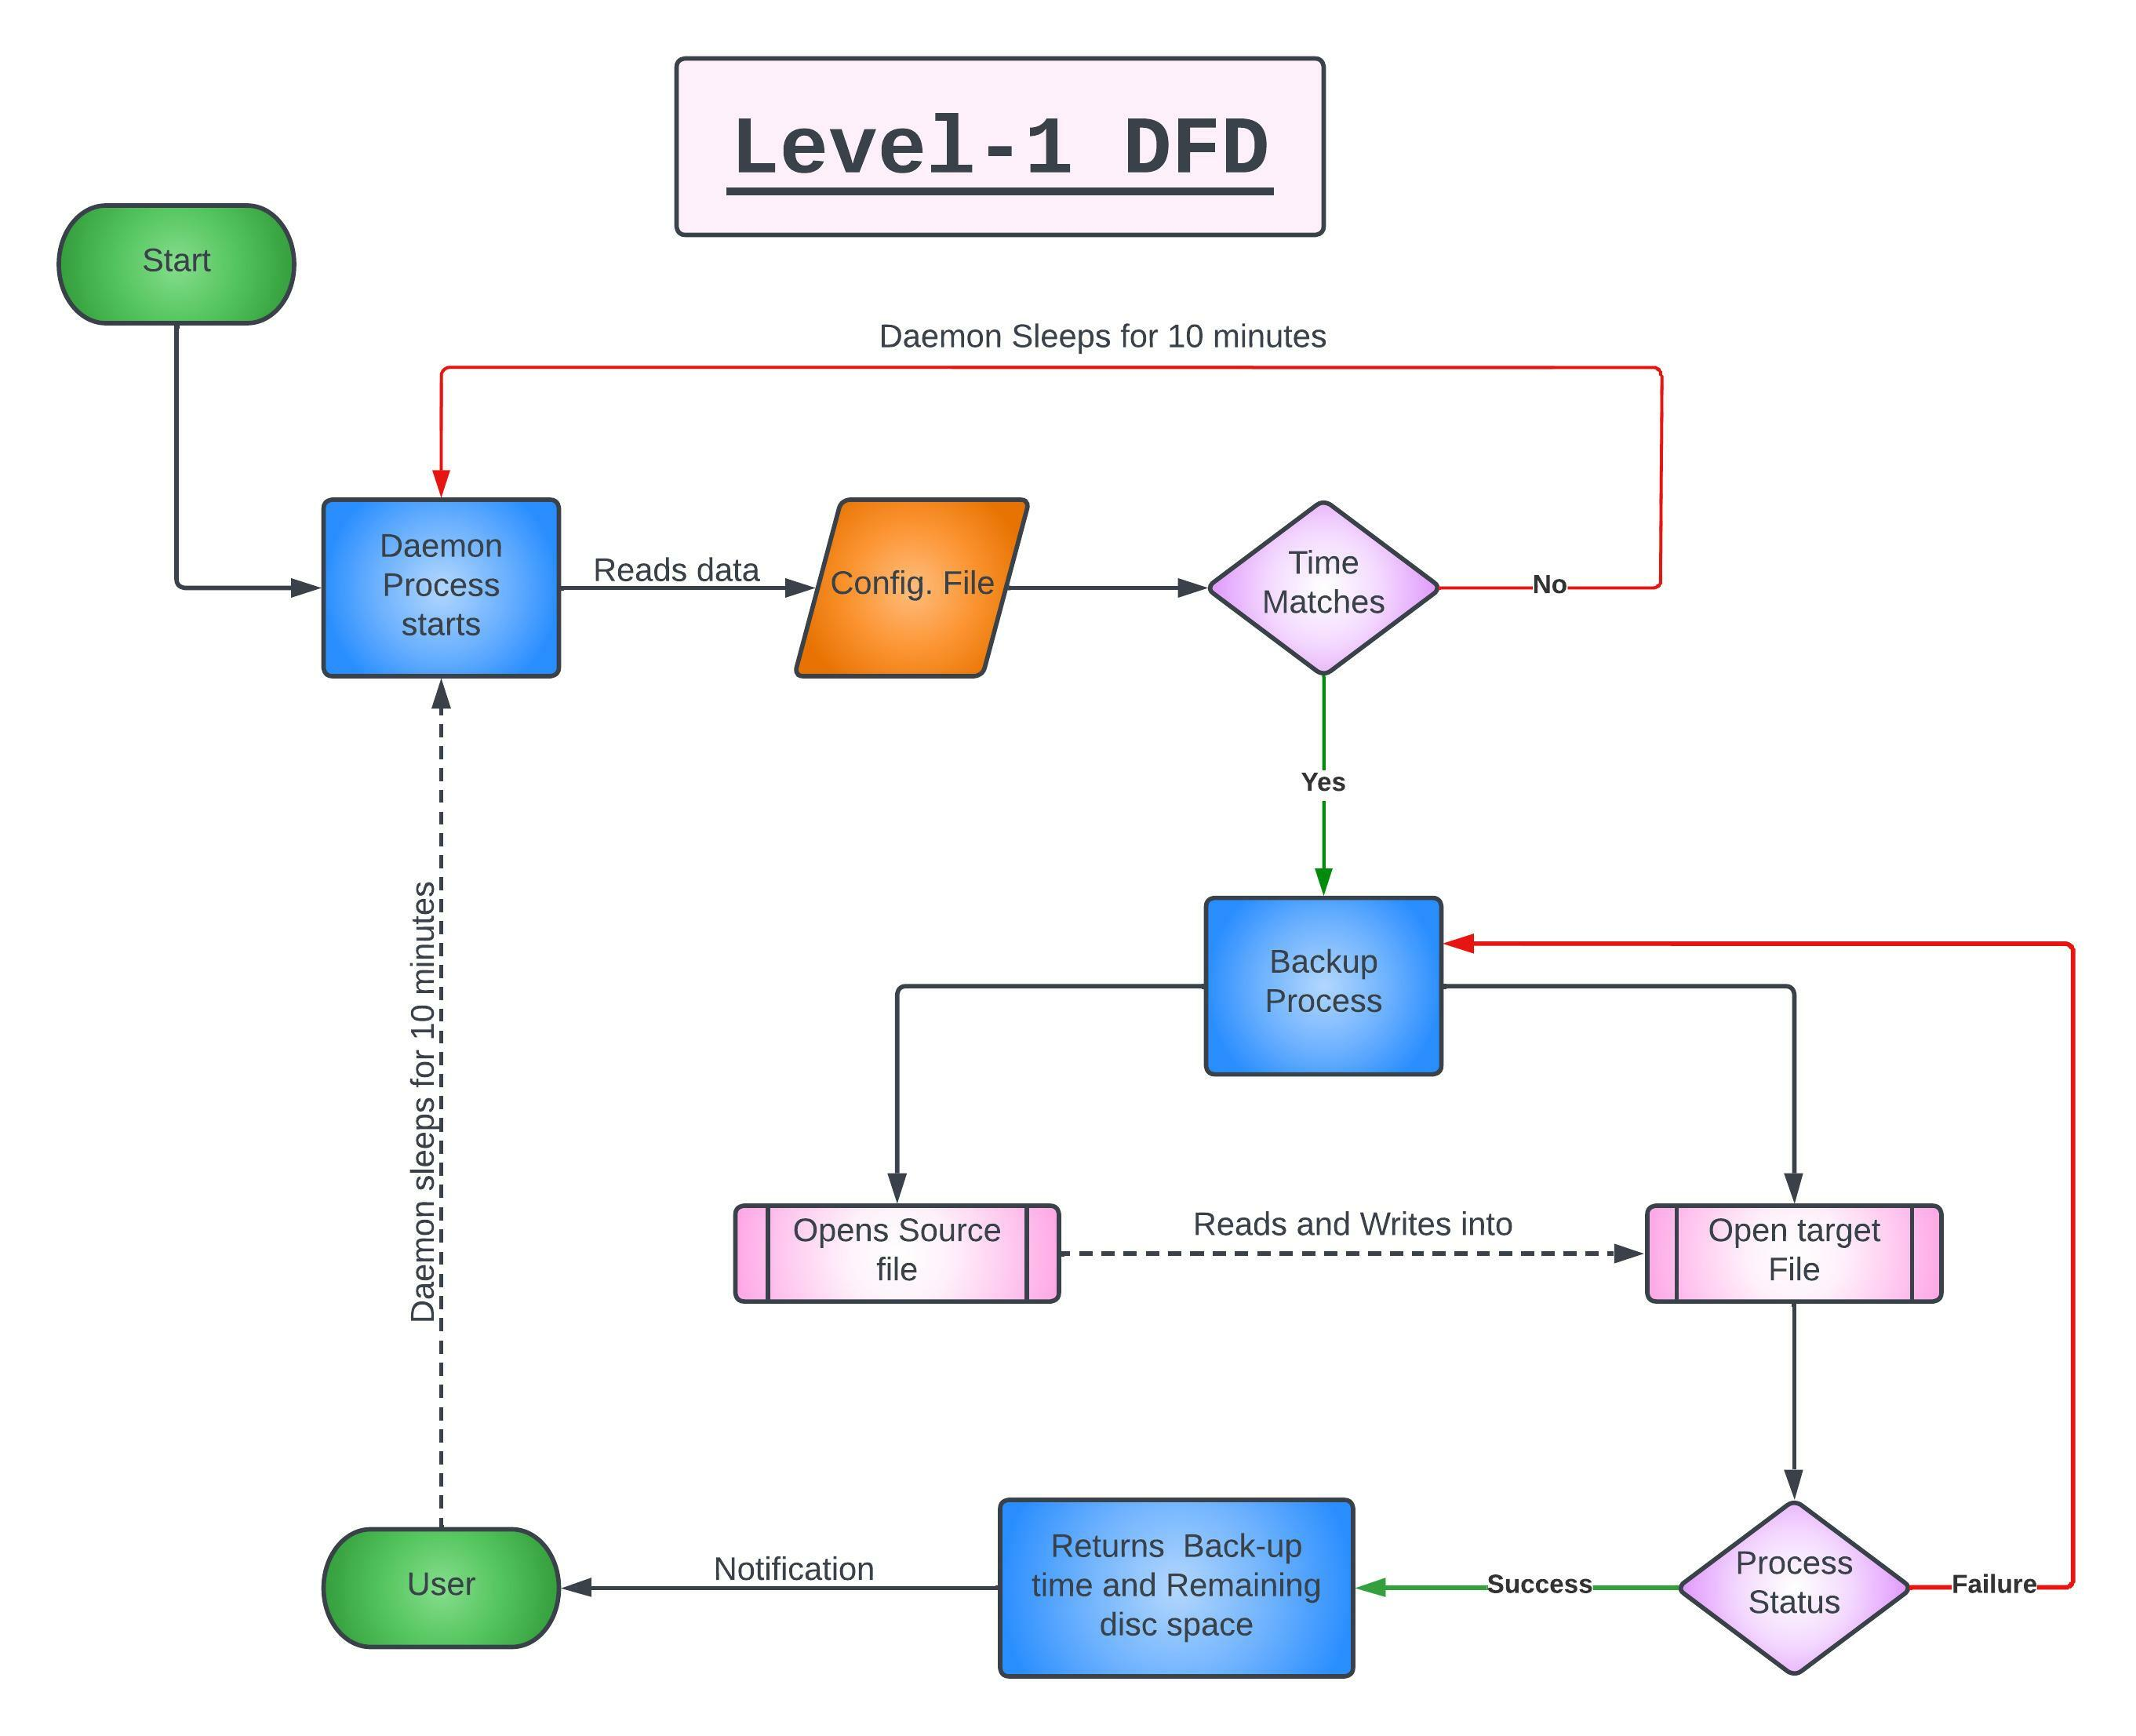 Level-1 DFD
Start
Daemon Sleeps for 10 minutes
Daemon
Process
starts
Reads data
Config. File
Time
Matches
No
Yes
Backup
Process
Daemon sleeps for 10 minutes
Opens Source
file
Reads and Writes into
Open target
File
User
Notification
Returns  Back-up
time and Remaining
disc space
Success
Process
Status
Failure